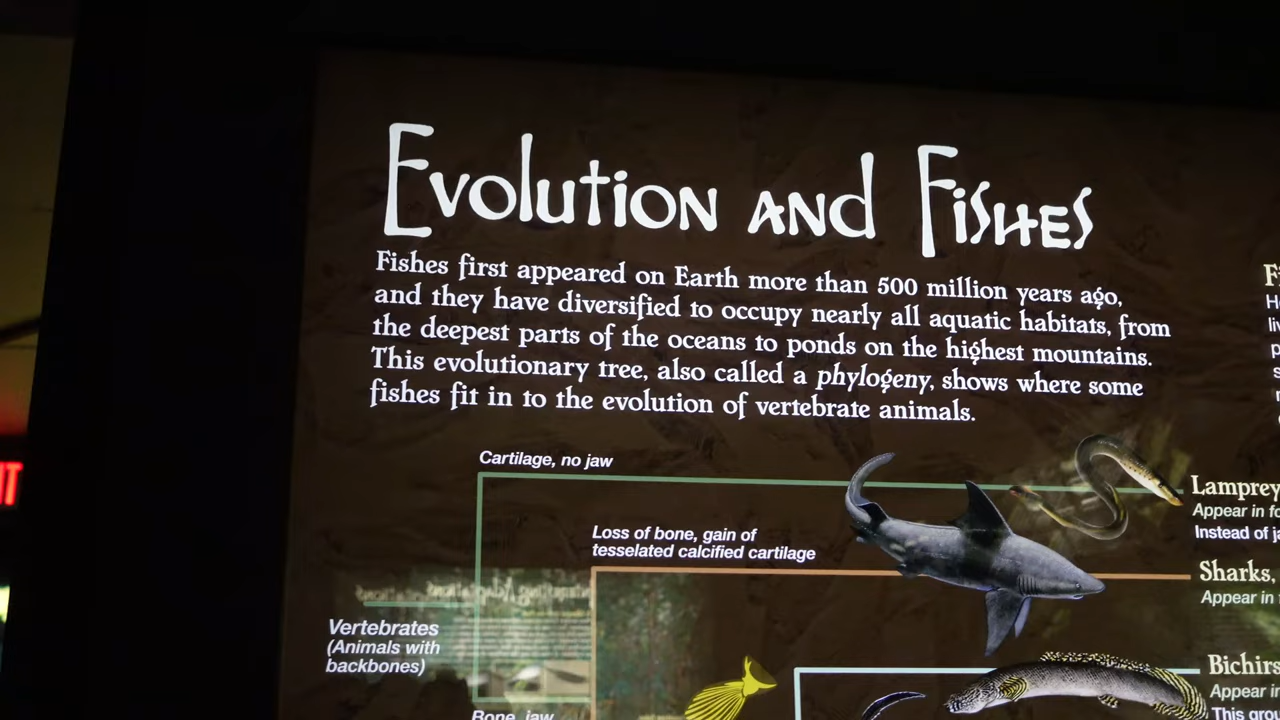 Evolution and Fishes
Fishes first appeared on Earth more than 500 million years ago,
and they have diversified to occupy nearly all aquatic habitats, from
the deepest parts of the oceans to ponds on the highest mountains.
This evolutionary tree, also called a phylogeny, shows where some
fishes fit in to the evolution of vertebrate animals.
Cartilage, no jaw
Lamprey
Appear in
Instead of
Loss of bone, gain of
tesselated calcified cartilage
Sharks,
Appear in
Vertebrates
(Animals with
backbones)
Bichirs
Appear in
This
Bone, jaw